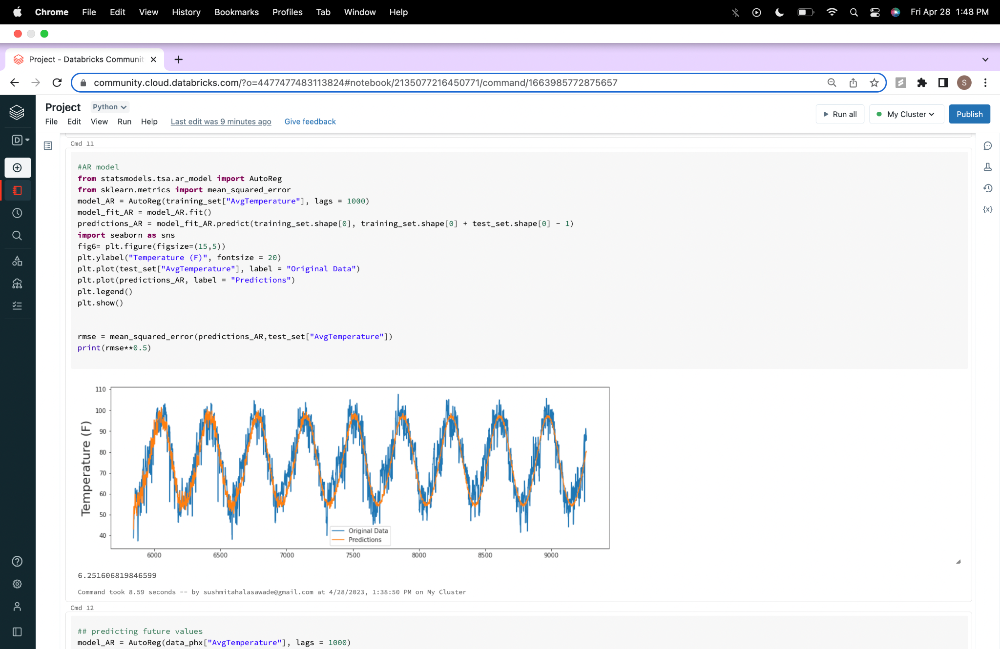 Chrome File Edit View History Bookmarks Profiles Tab Window Help Fri Apr 28 1:48 PM
Project - Databricks Communit
community.cloud.databricks.com/?o=4477477483113824#notebook/2135077216450771/command/1663985772875657
S
Project Python
File Edit View Run Help Last edit was 9 minutes ago Give feedback
Run all My Cluster Publish
D
Cmd 11
#AR model
from statsmodels.tsa.ar_model import AutoReg
from sklearn.metrics import mean_squared_error
model_AR = AutoReg(training_set["AvgTemperature"], lags = 1000)
model_fit_AR = model_AR.fit()
predictions_AR = model_fit_AR.predict(training_set.shape[0], training_set.shape[0] + test_set.shape[0] - 1)
import seaborn as sns
fig6= plt.figure(figsize=(15,5))
plt.ylabel("Temperature (F)", fontsize = 20)
plt.plot(test_set["AvgTemperature"], label = "Original Data")
plt.plot(predictions_AR, label = "Predictions")
plt.legend()
plt.show()
rmse = mean_squared_error(predictions_AR,test_set["AvgTemperature"])
print(rmse**0.5)
{x}
Temperature (F)
110
100
90
80
70
60
50
40
Original Data
Predictions
6000 6500 7000 7500 8000 8500 9000
6.251606819846599
Command took 8.59 seconds -- by sushmitahalasawade@gmail.com at 4/28/2023, 1:38:50 PM on My Cluster
Cmd 12
## predicting future values
model_AR = AutoReg(data_phx["AvgTemperature"], lags = 1000)